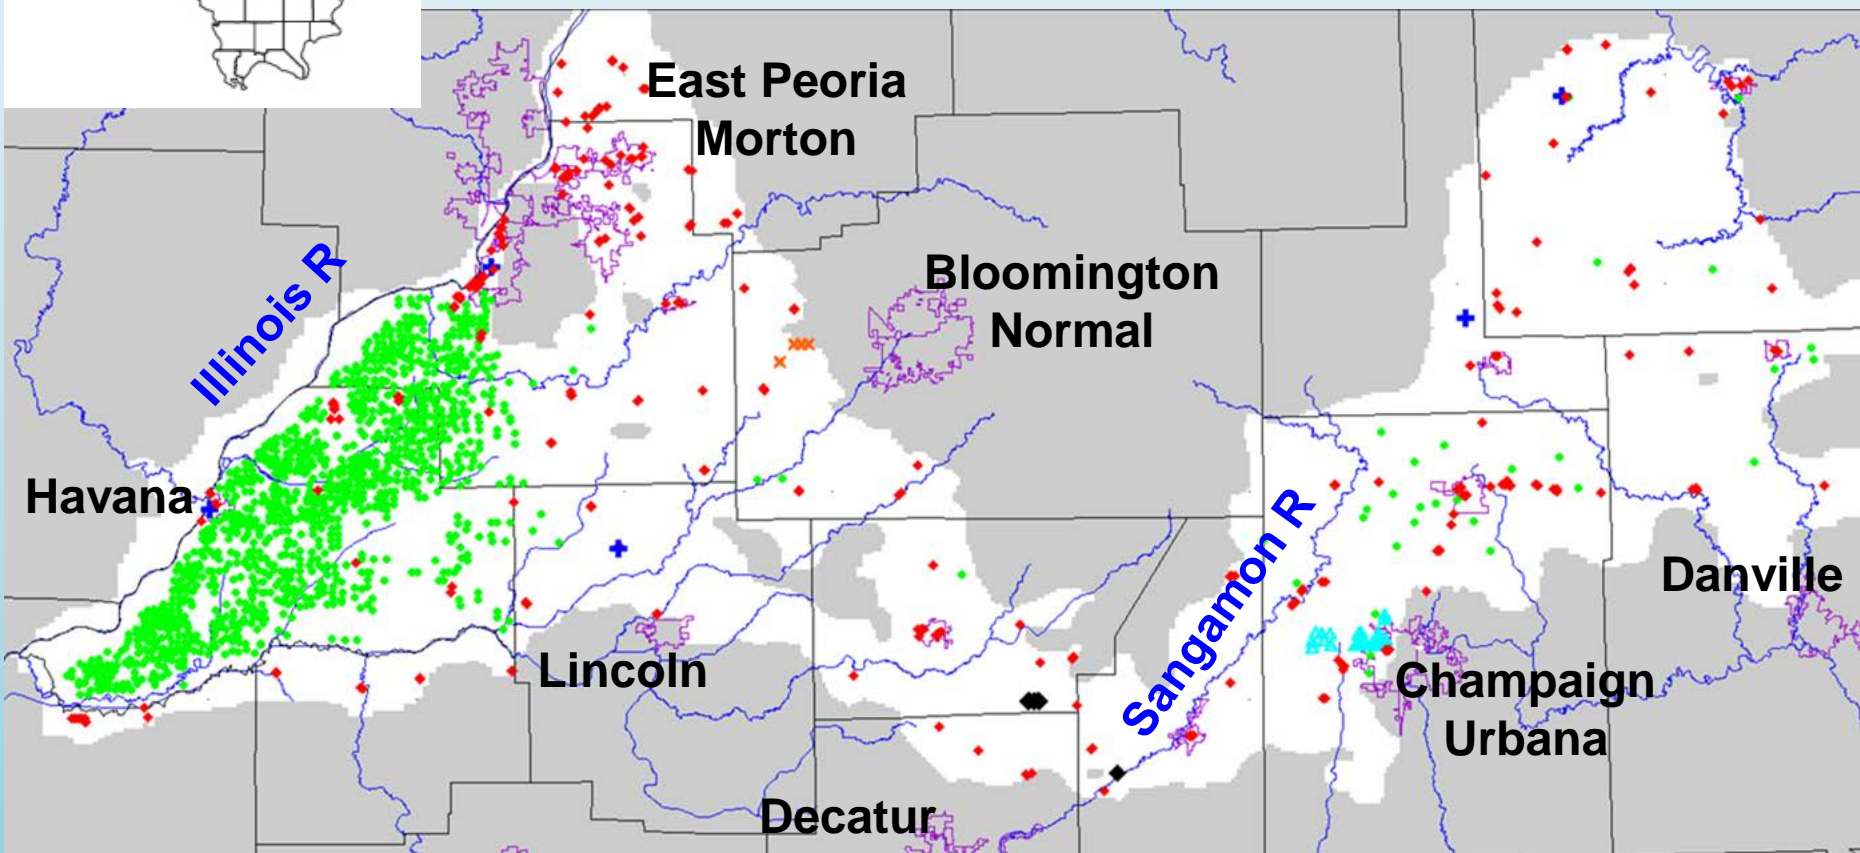 East Peoria
Morton
Bloomington
Normal
Illinois R
Havana
Sangamon R
Danville
Lincoln
Champaign
Urbana
Decatur